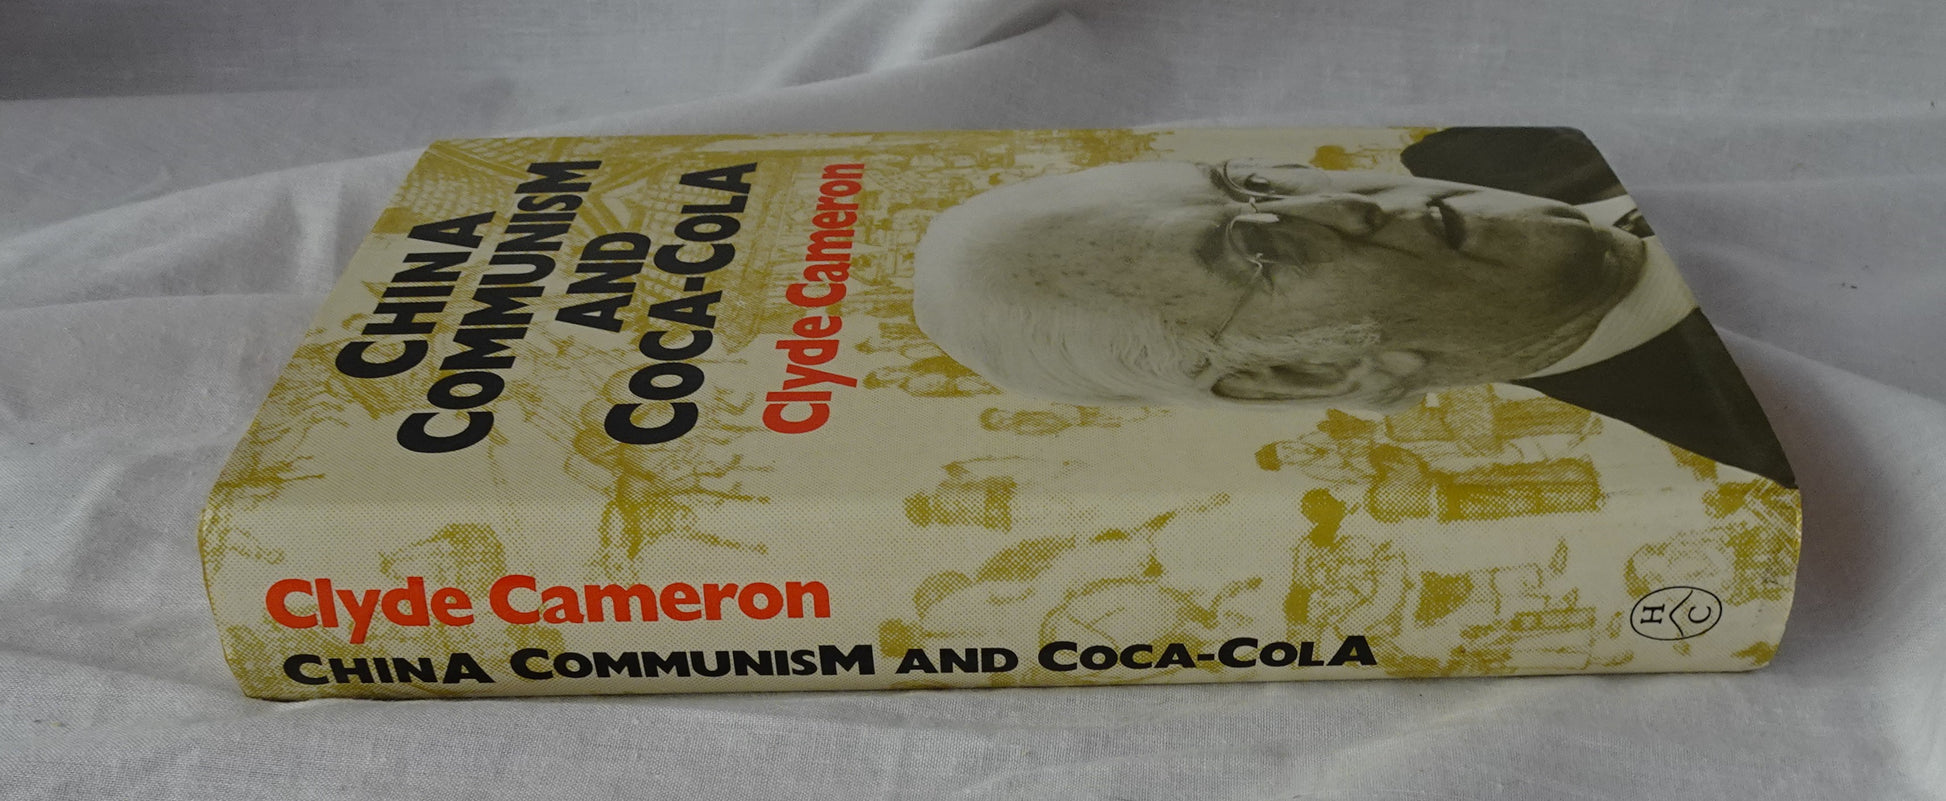 CHINA
COMMUNISM
AND
COCA-COLA
Clyde Cameron
Clyde Cameron
CHINA COMMUNISM AND COCA-COLA
H
C